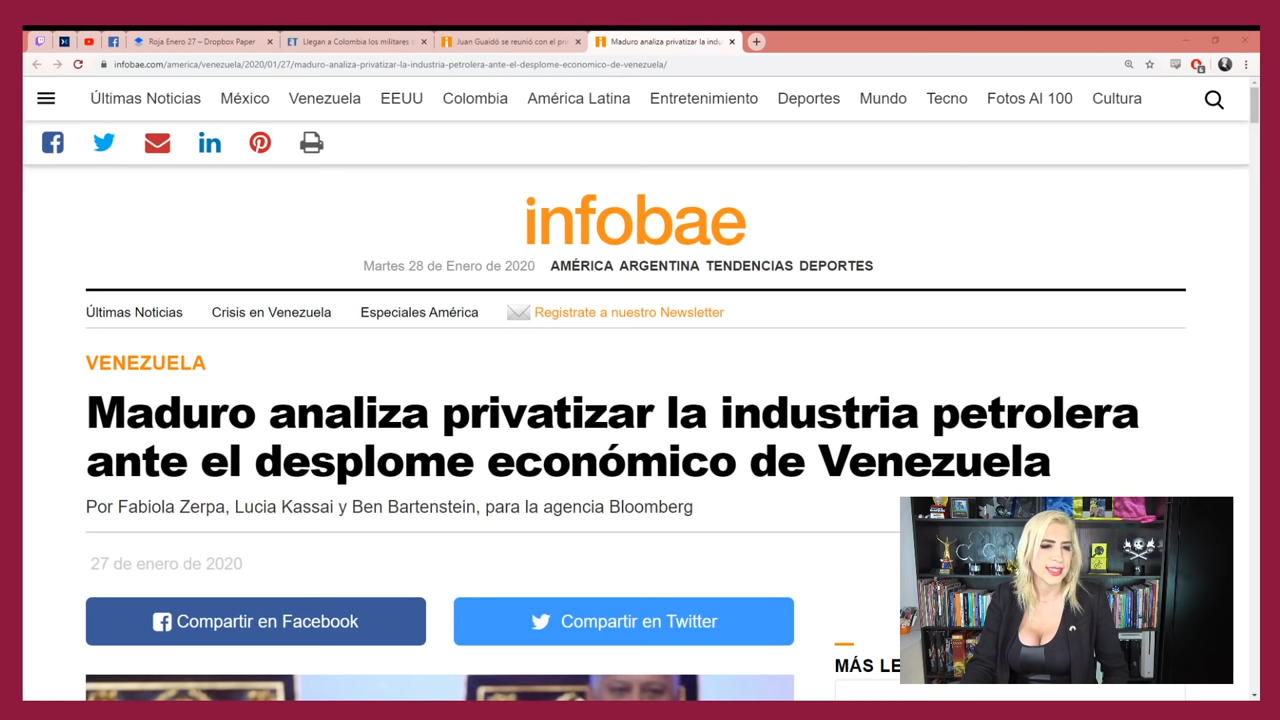 Roja Enero 27 – Dropbox Paper
ET Llegan a Colombia los militares
Juan Guaidó se reunió con el
Maduro analiza privatizar la
infobae.com/america/venezuela/2020/01/27/maduro-analiza-privatizar-la-industria-petrolera-ante-el-desplome-economico-de-venezuela/
Últimas Noticias México Venezuela EEUU Colombia América Latina Entretenimiento Deportes Mundo Tecno Fotos Al 100 Cultura
infobae
Martes 28 de Enero de 2020 AMÉRICA ARGENTINA TENDENCIAS DEPORTES
Últimas Noticias Crisis en Venezuela Especiales América Registrate a nuestro Newsletter
VENEZUELA
Maduro analiza privatizar la industria petrolera
ante el desplome económico de Venezuela
Por Fabiola Zerpa, Lucia Kassai y Ben Bartenstein, para la agencia Bloomberg
27 de enero de 2020
Compartir en Facebook Compartir en Twitter
MÁS